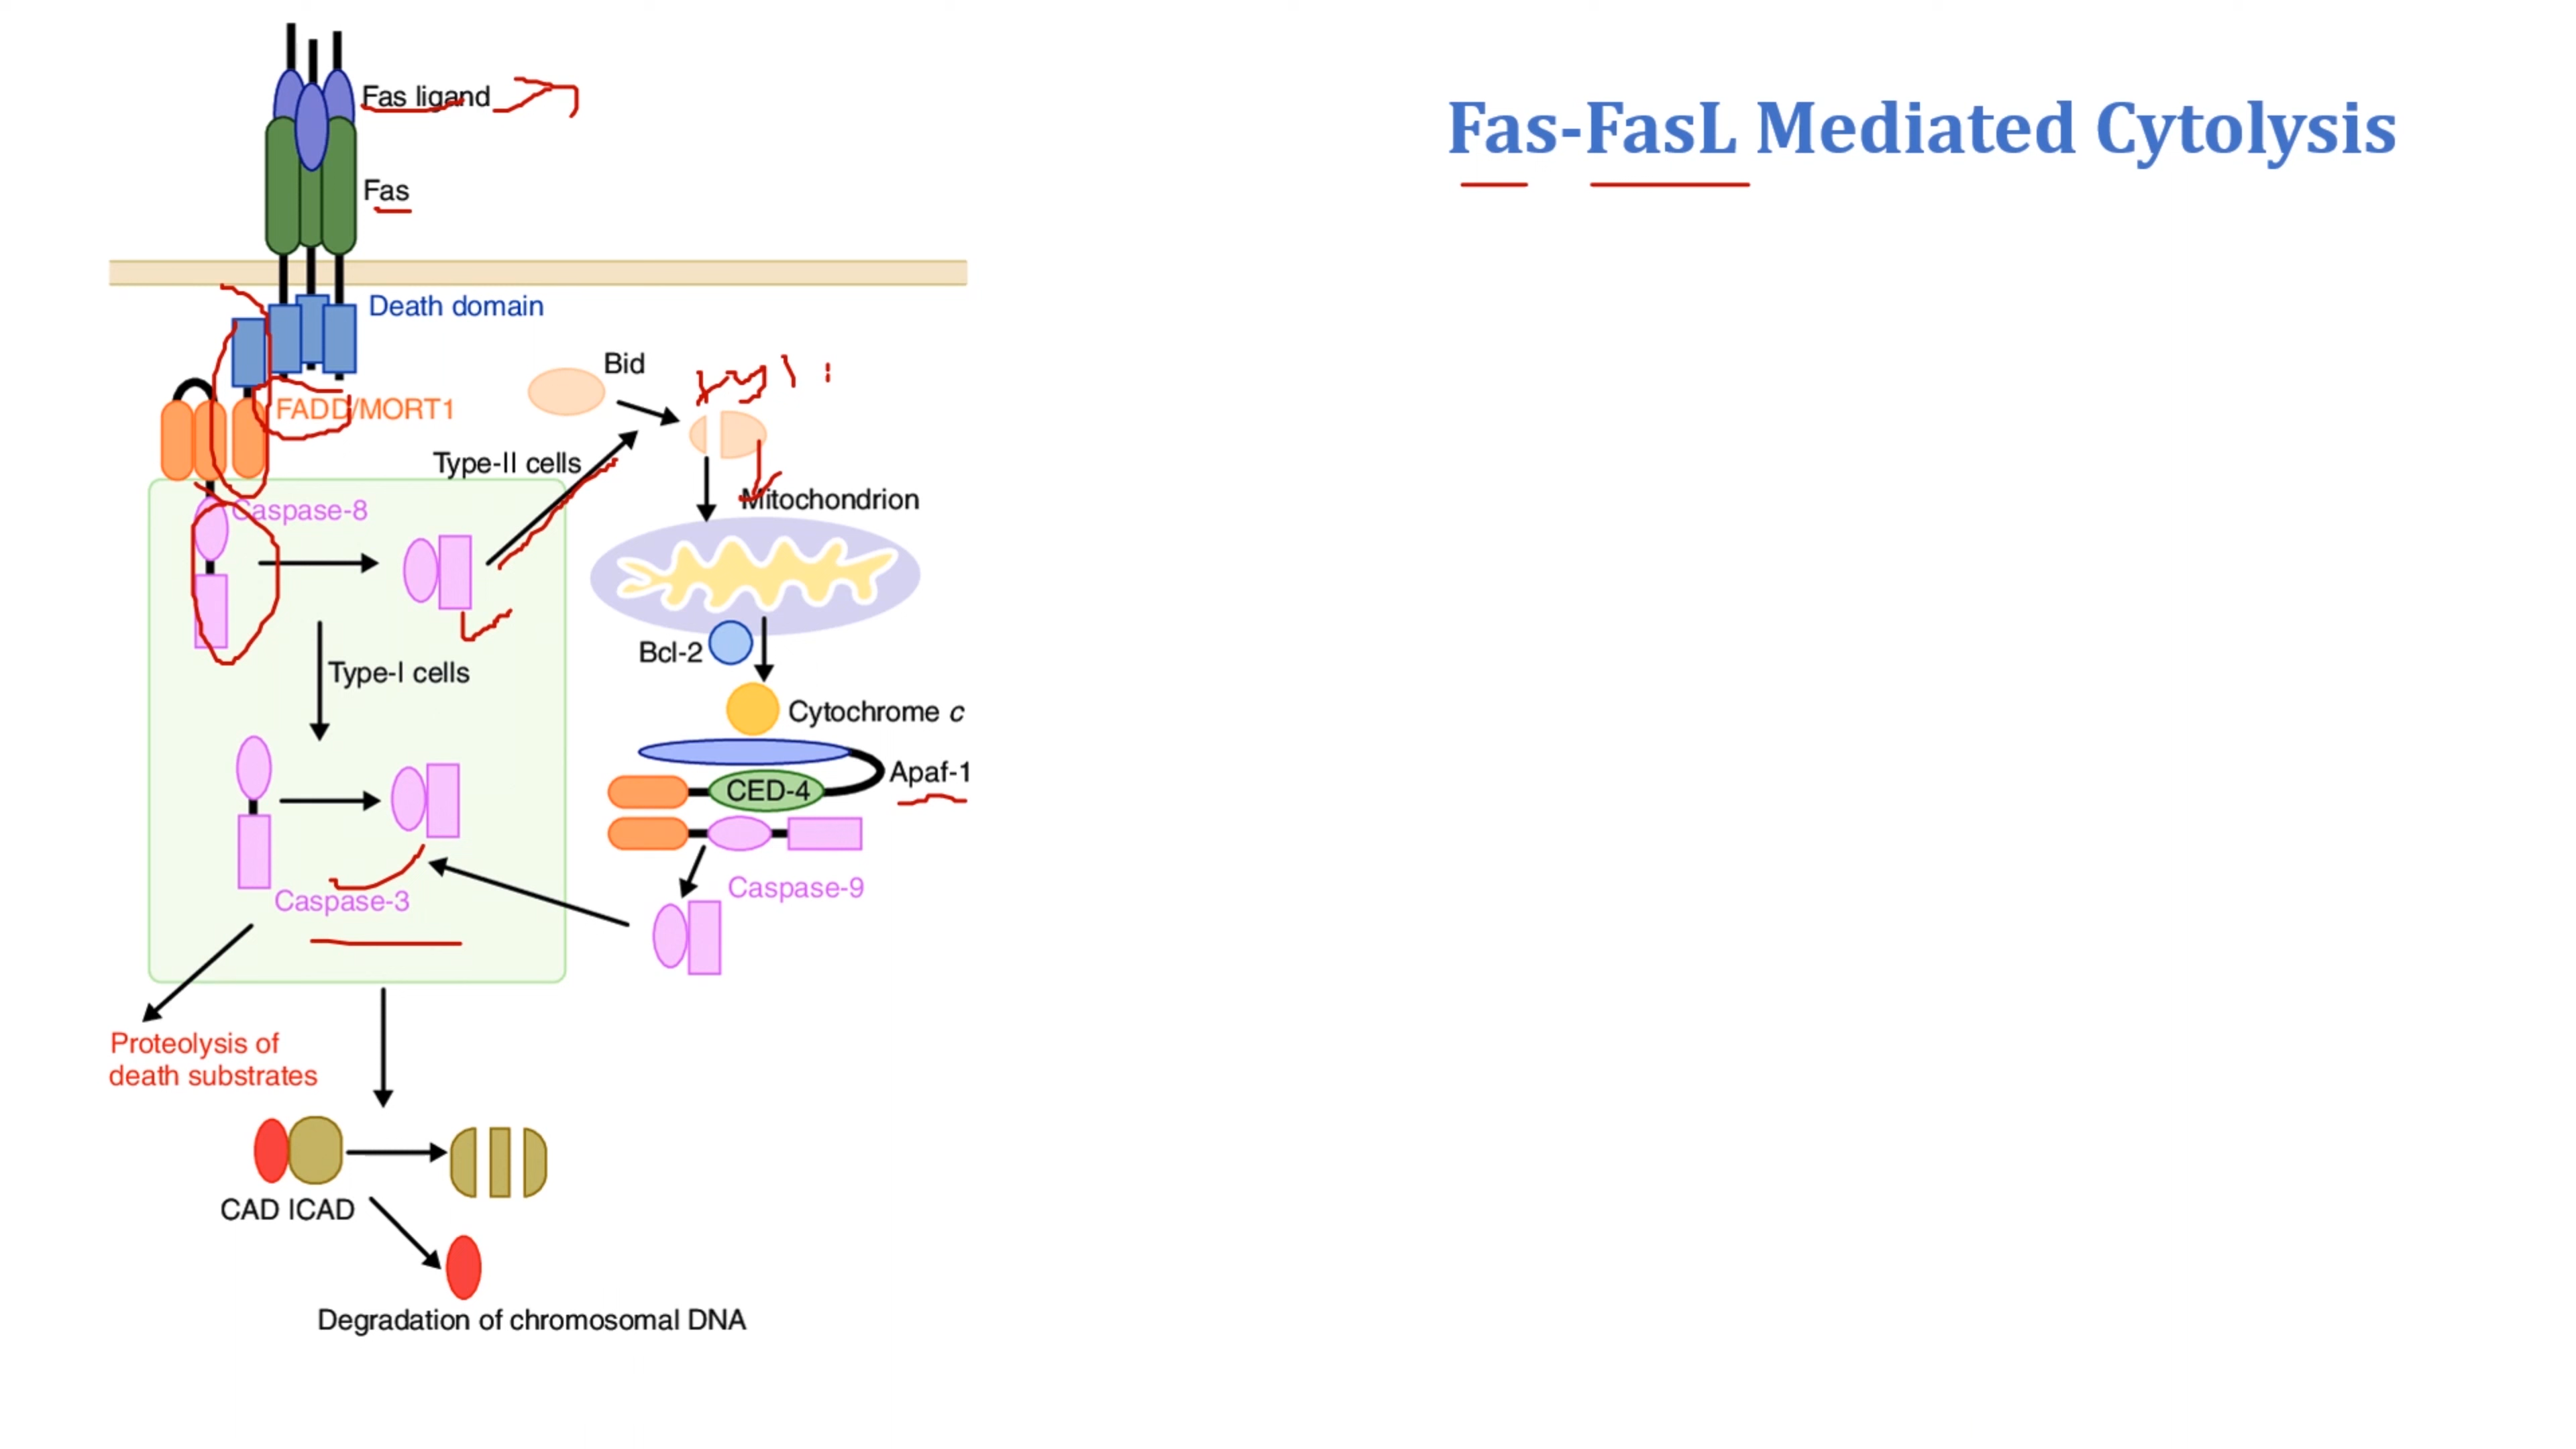 Fas-FasL Mediated Cytolysis
Fas ligand
Fas
Death domain
FADD/MORT1
Bid
Type-II cells
Mitochondrion
Caspase-8
Bcl-2
Type-I cells
Cytochrome c
Apaf-1
CED-4
Caspase-9
Caspase-3
Proteolysis of
death substrates
CAD ICAD
Degradation of chromosomal DNA